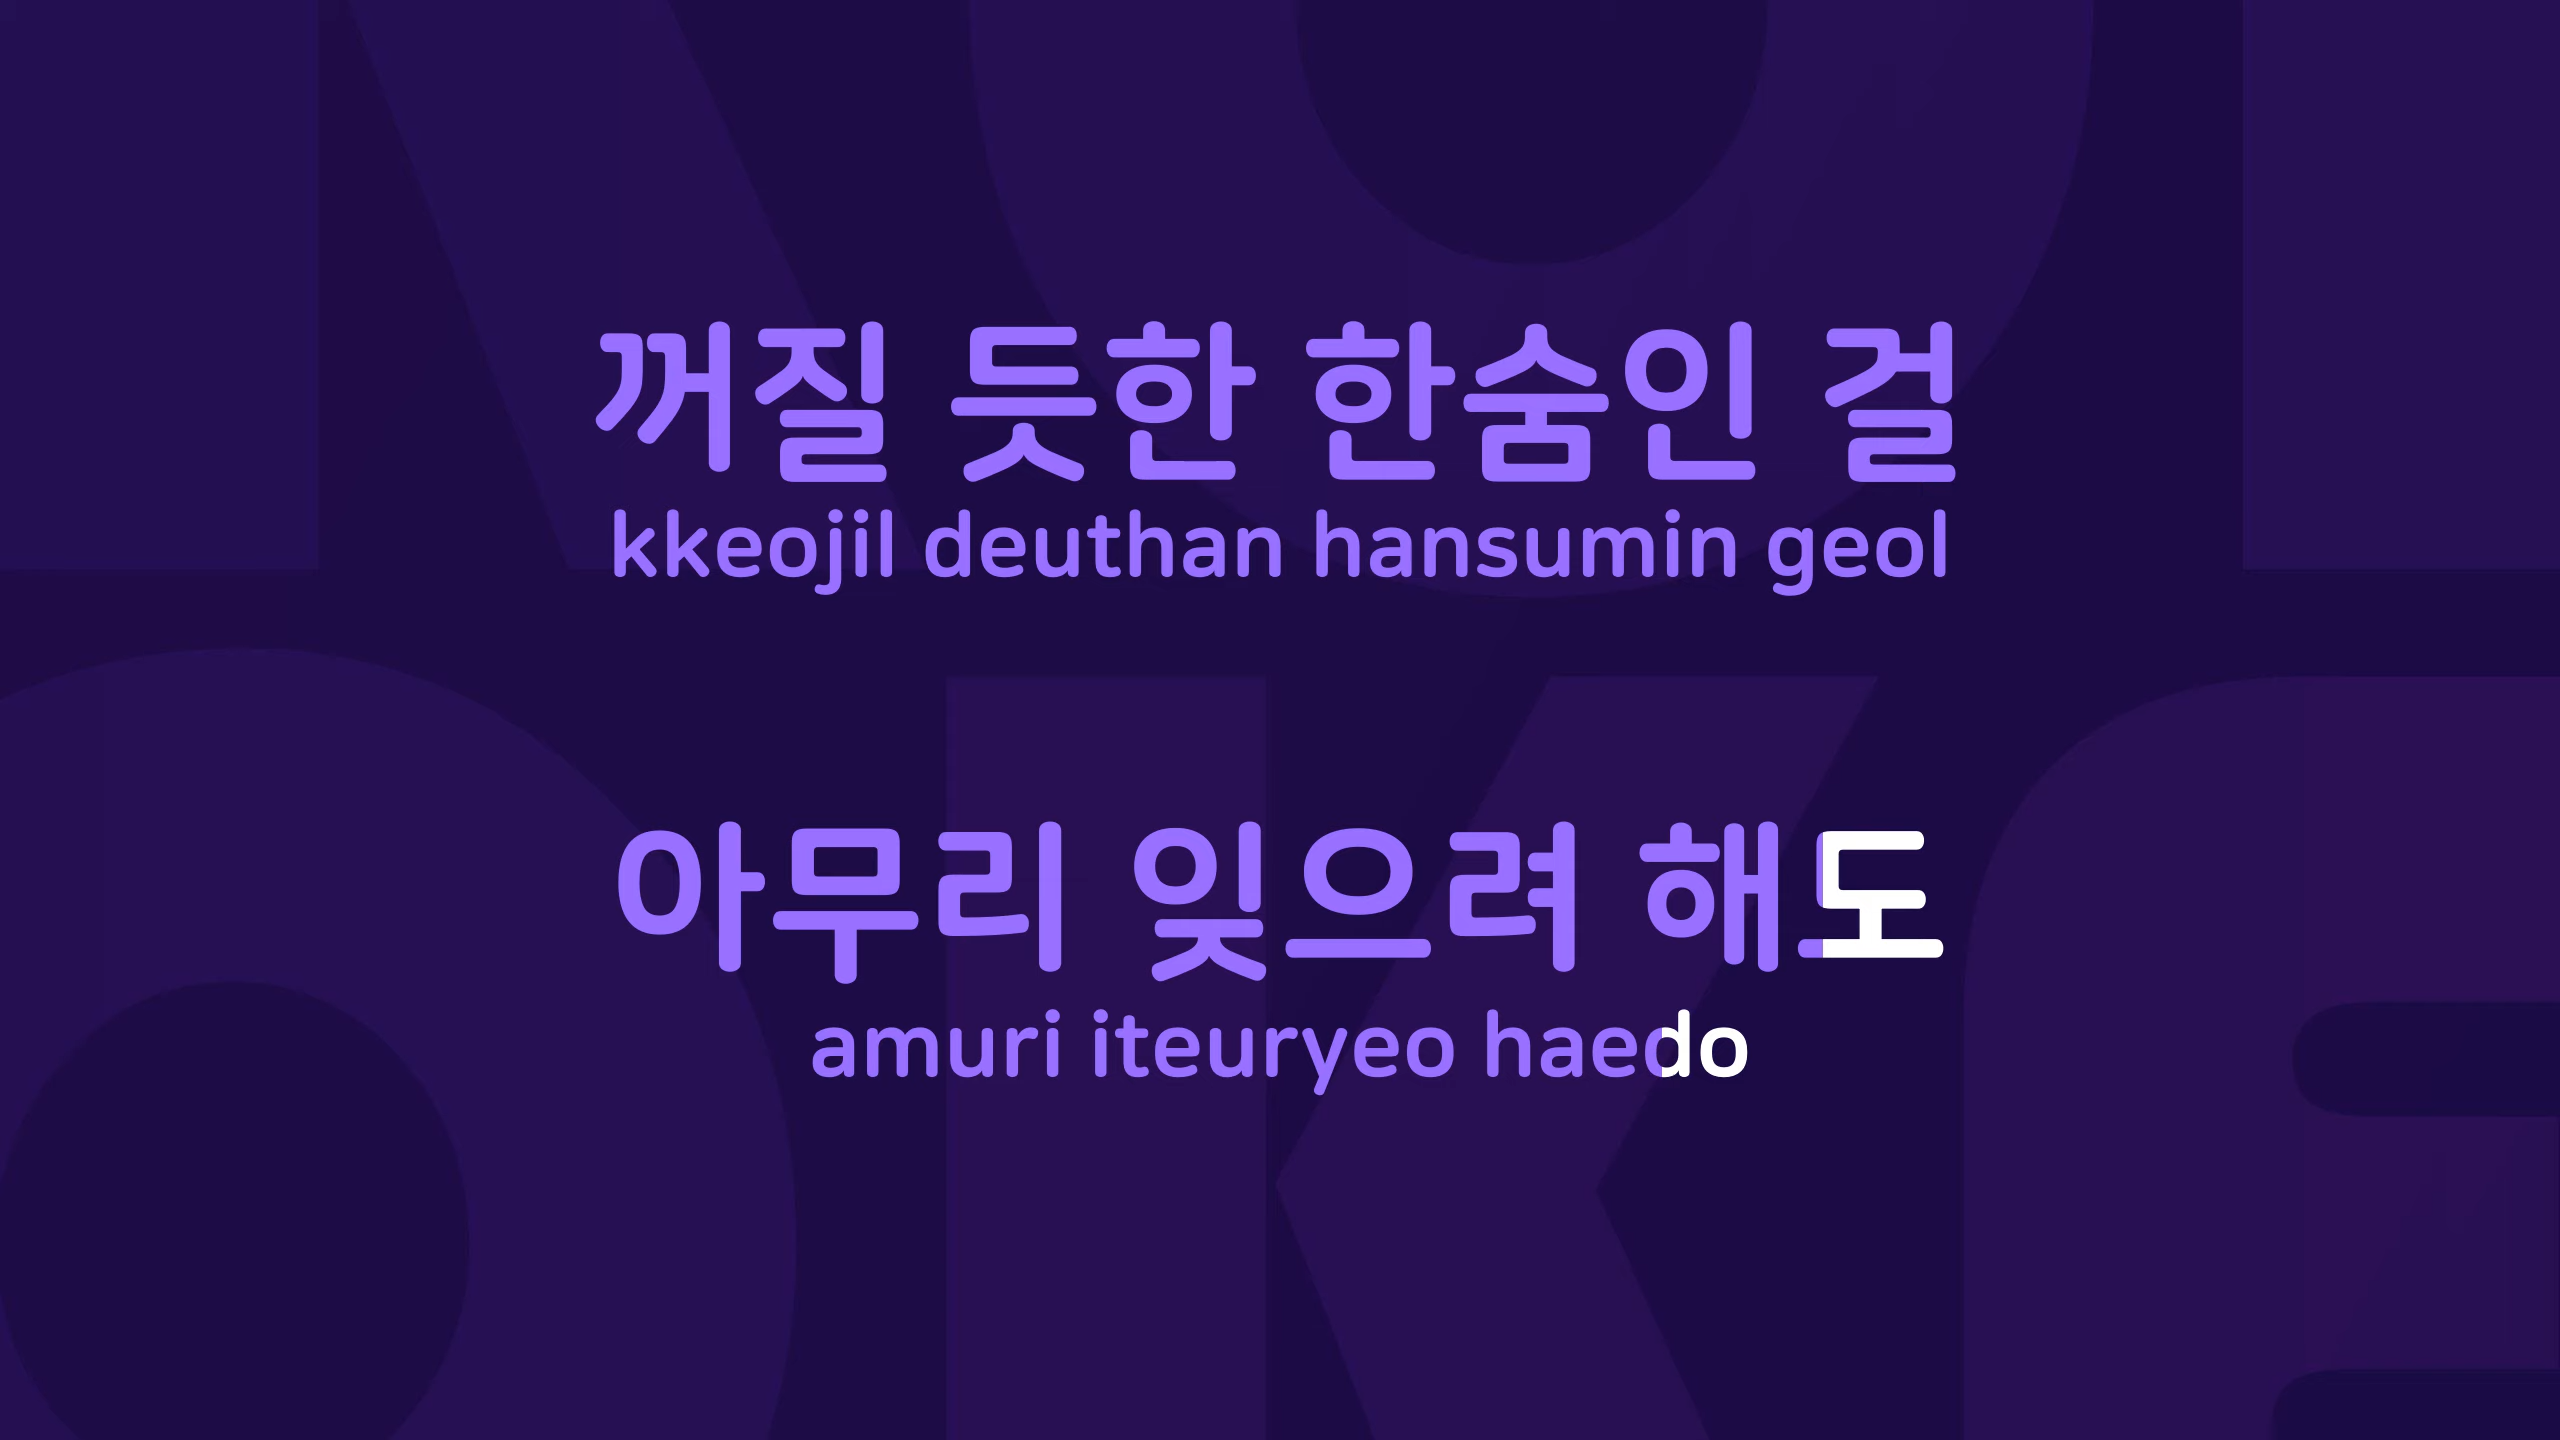 꺼질 듯한 한숨인 걸
kkeojil deuthan hansumin geol
아무리 잊으려 해도
amuri iteuryeo haedo